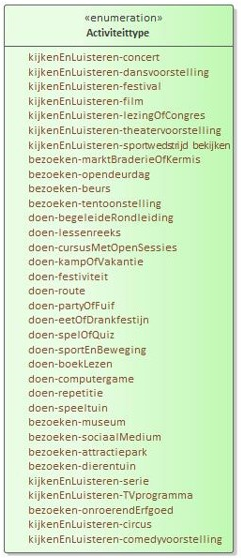 «enumeration»
Activiteittype
kijkenEnLuisteren-concert
kijkenEnLuisteren-dansvoorstelling
kijkenEnLuisteren-festival
kijkenEnLuisteren-film
kijkenEnLuisteren-lezingOfCongres
kijkenEnLuisteren-theatervoorstelling
kijkenEnLuisteren-sportwedstrijd bekijken
bezoeken-marktBraderieOfKermis
bezoeken-opendeurdag
bezoeken-beurs
bezoeken-tentoonstelling
doen-begeleideRondleiding
doen-lessenreeks
doen-cursusMetOpenSessies
doen-kampOfVakantie
doen-festiviteit
doen-route
doen-partyOfFuif
doen-eetOfDrankfestijn
doen-spelOfQuiz
doen-sportEnBeweging
doen-boekLezen
doen-computergame
doen-repetitie
doen-speeltuin
bezoeken-museum
bezoeken-sociaalMedium
bezoeken-attractiepark
bezoeken-dierentuin
kijkenEnLuisteren-serie
kijkenEnLuisteren-TVprogramma
bezoeken-onroerendErfgoed
kijkenEnLuisteren-circus
kijkenEnLuisteren-comedyvoorstelling